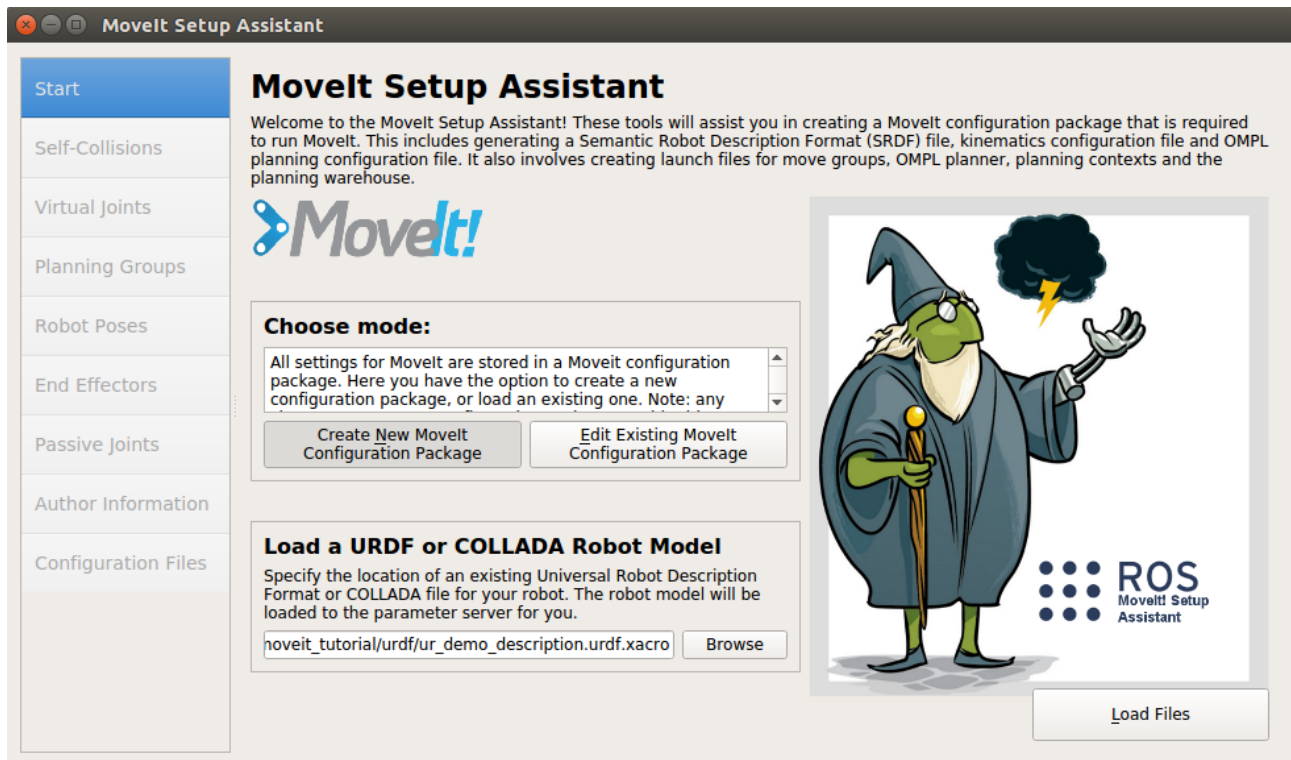 MoveIt Setup Assistant
Start
Self-Collisions
Virtual Joints
Planning Groups
Robot Poses
End Effectors
Passive Joints
Author Information
Configuration Files
MoveIt Setup Assistant
Welcome to the MoveIt Setup Assistant! These tools will assist you in creating a MoveIt configuration package that is required
to run MoveIt. This includes generating a Semantic Robot Description Format (SRDF) file, kinematics configuration file and OMPL
planning configuration file. It also involves creating launch files for move groups, OMPL planner, planning contexts and the
planning warehouse.
MoveIt!
Choose mode:
All settings for MoveIt are stored in a Moveit configuration
package. Here you have the option to create a new
configuration package, or load an existing one. Note: any
Create New MoveIt
Configuration Package
Edit Existing MoveIt
Configuration Package
Load a URDF or COLLADA Robot Model
Specify the location of an existing Universal Robot Description
Format or COLLADA file for your robot. The robot model will be
loaded to the parameter server for you.
moveit_tutorial/urdf/ur_demo_description.urdf.xacro
Browse
ROS
MoveIt! Setup
Assistant
Load Files